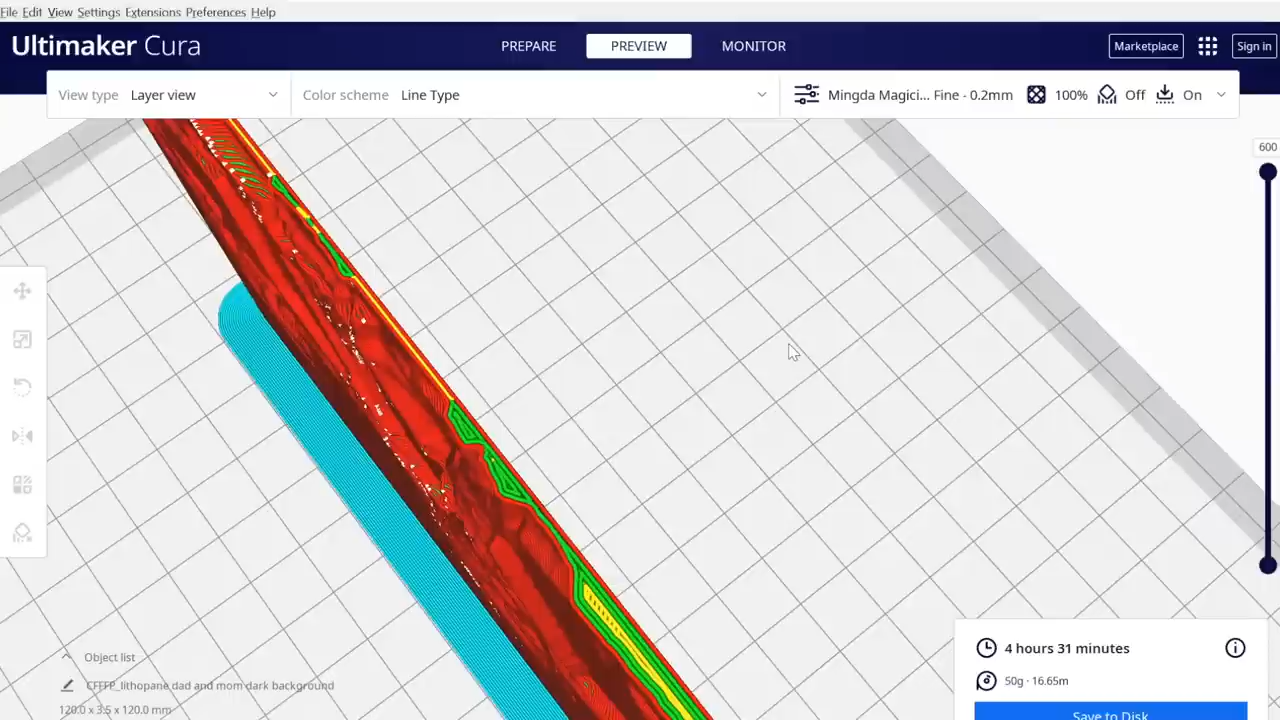 File Edit View Settings Extensions Preferences Help
Ultimaker Cura
PREPARE
PREVIEW
MONITOR
Marketplace
Sign in
View type Layer view
Color scheme Line Type
Mingda Magici... Fine - 0.2mm
100%
Off
On
600
Object list
CFFFP_lithopane dad and mom dark background
120.0 x 3.5 x 120.0 mm
4 hours 31 minutes
50g · 16.65m
Save to Disk